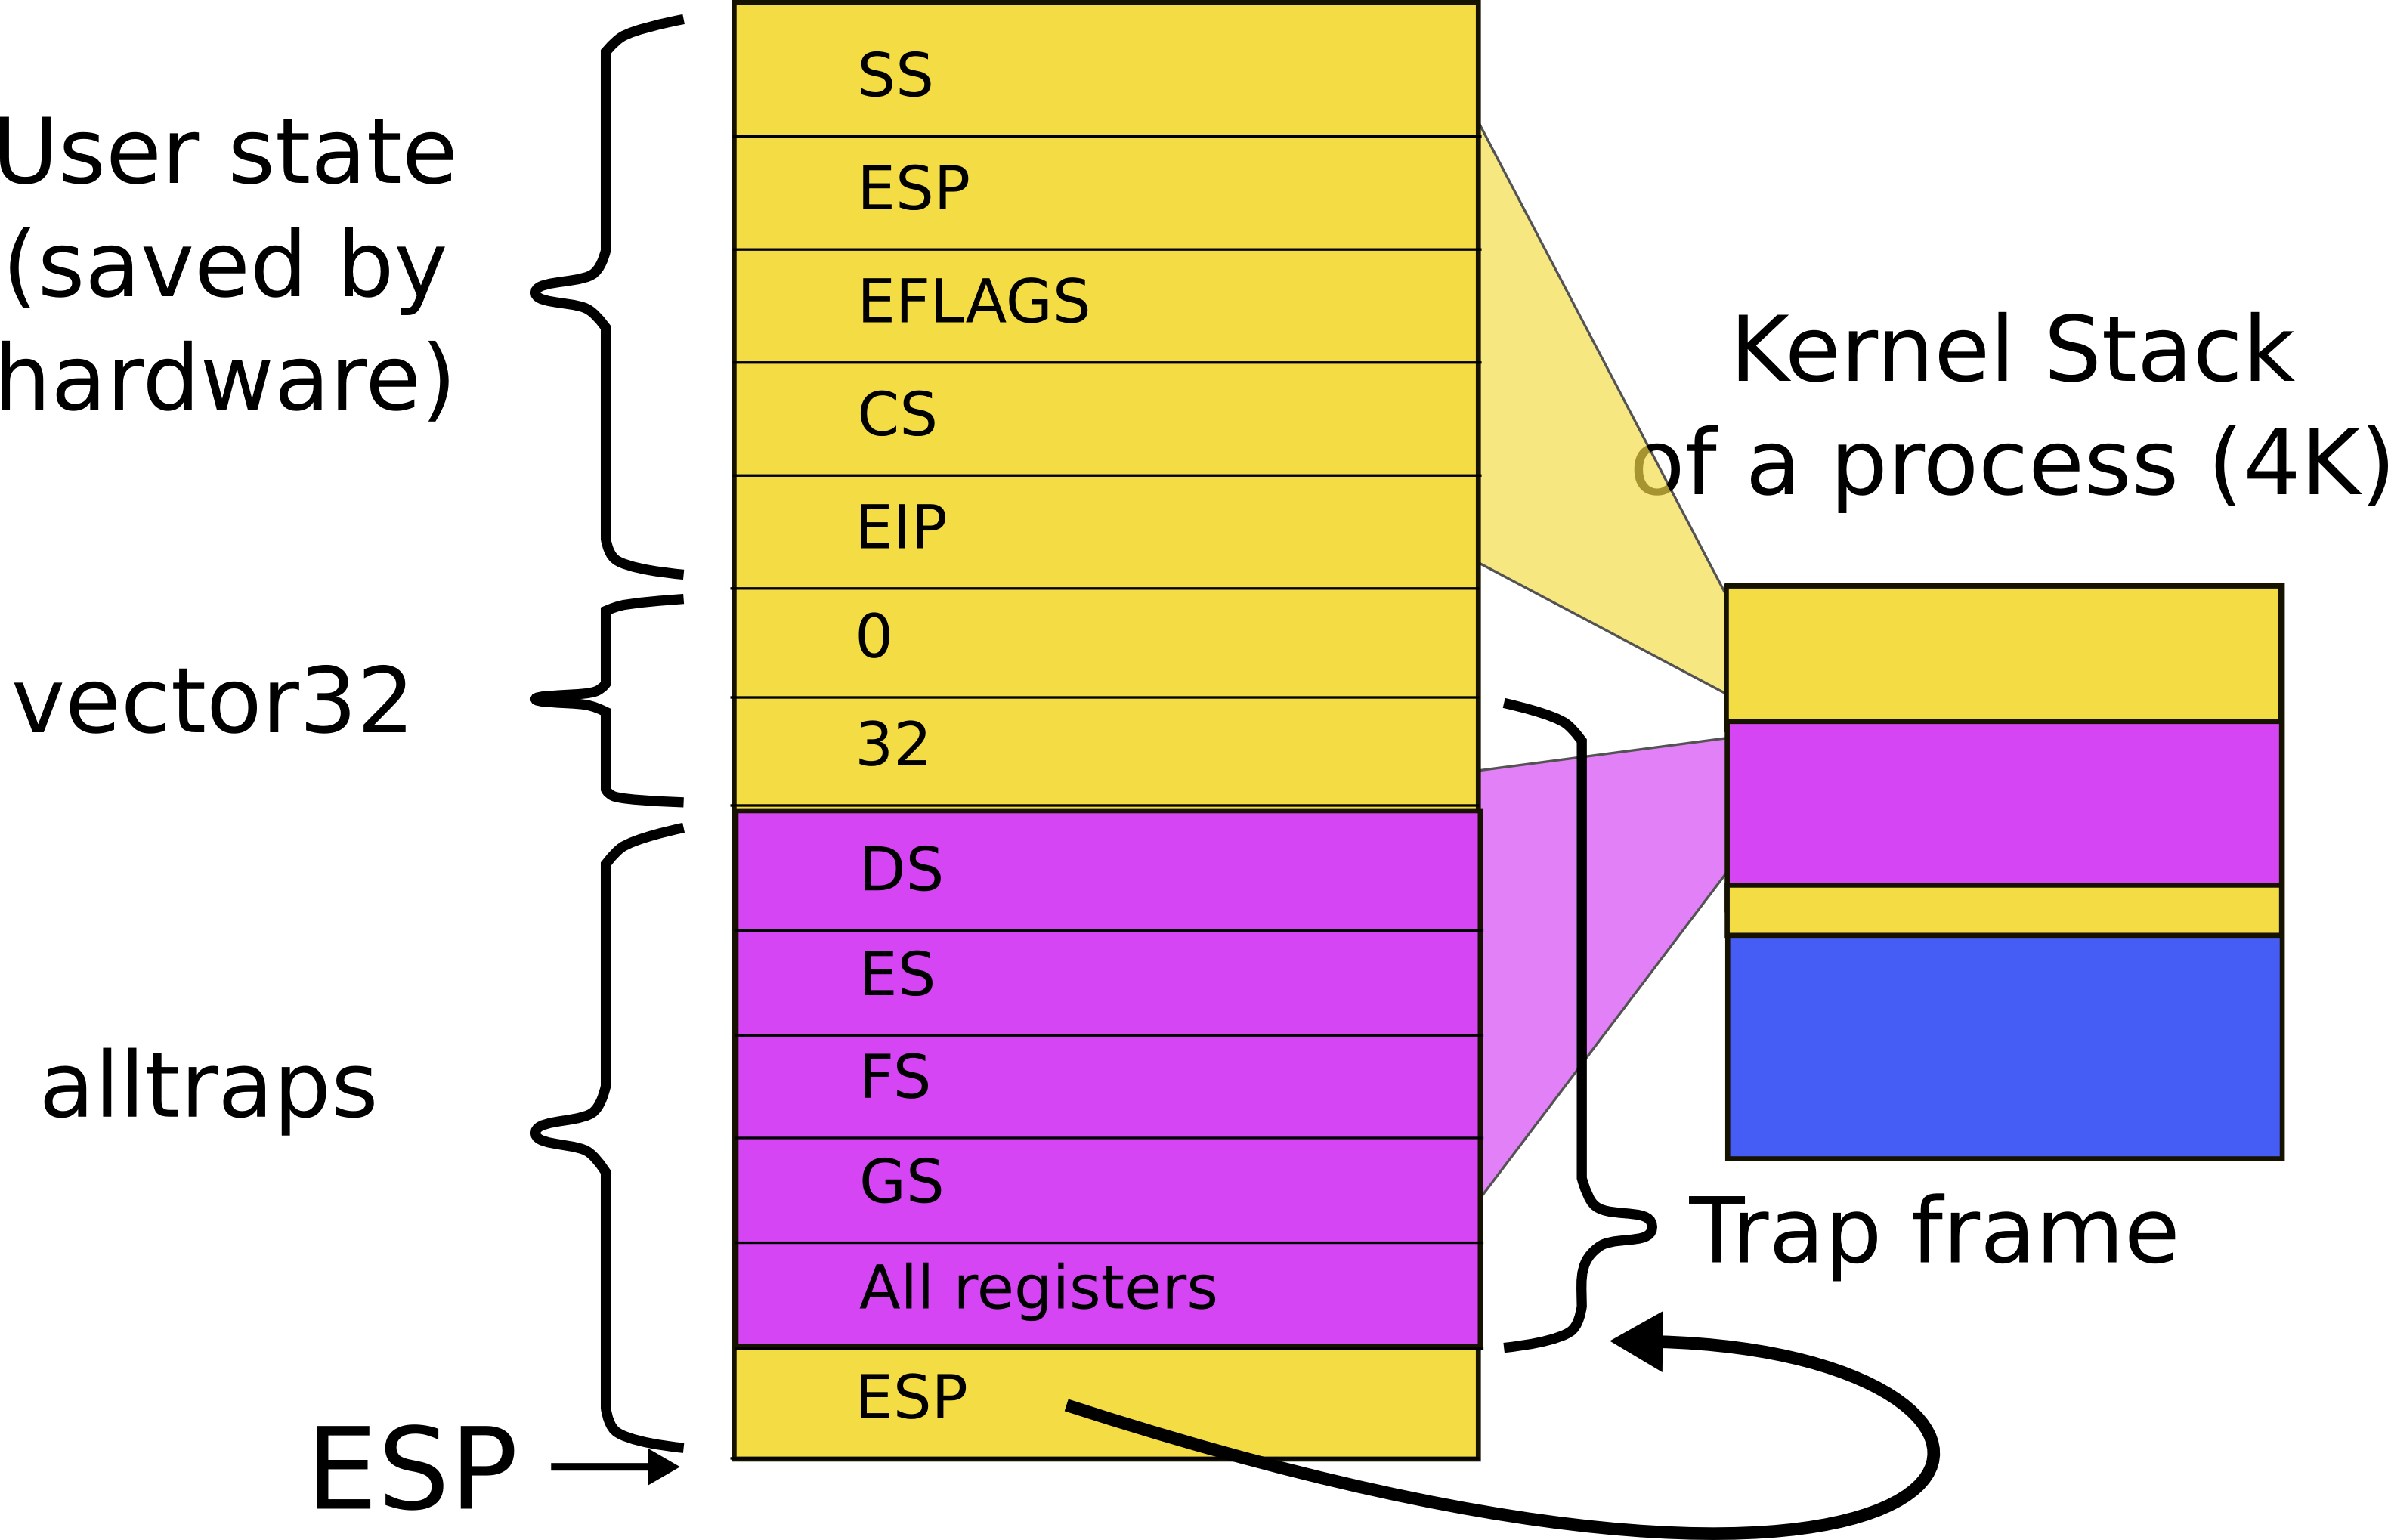 User state
(saved by
hardware)
vector32
alltraps
ESP
SS
ESP
EFLAGS
CS
EIP
0
32
DS
ES
FS
GS
All registers
ESP
Kernel Stack
of a process (4K)
Trap frame